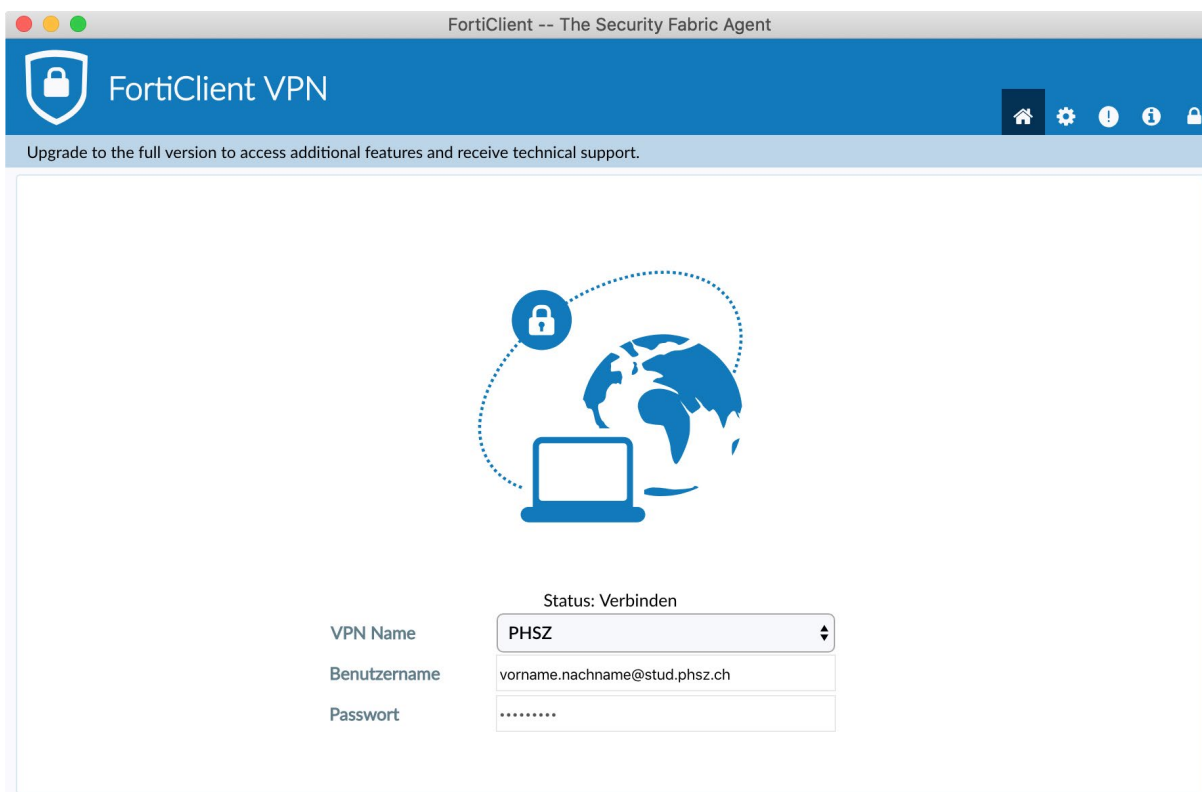 FortiClient -- The Security Fabric Agent
FortiClient VPN
Upgrade to the full version to access additional features and receive technical support.
Status: Verbinden
VPN Name PHSZ
Benutzername vorname.nachname@stud.phsz.ch
Passwort •••••••••